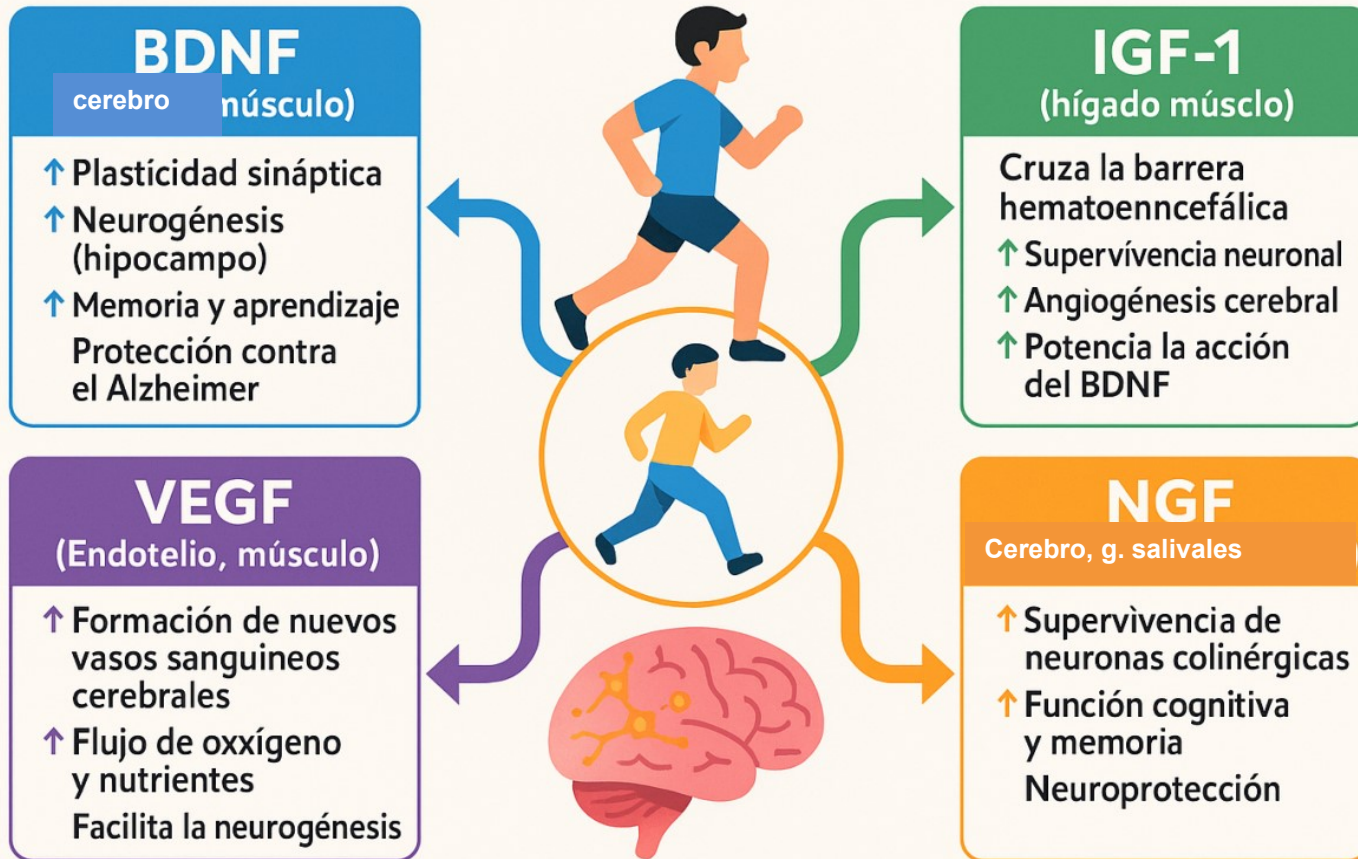 BDNF
cerebro músculo)
↑ Plasticidad sináptica
↑ Neurogénesis
(hipocampo)
↑ Memoria y aprendizaje
Protección contra
el Alzheimer
IGF-1
(hígado músclo)
Cruza la barrera
hematoenncefálica
↑ Supervívencia neuronal
↑ Angiogénesis cerebral
↑ Potencia la acción
del BDNF
VEGF
(Endotelio, músculo)
↑ Formación de nuevos
vasos sanguineos
cerebrales
↑ Flujo de oxxígeno
y nutrientes
Facilita la neurogénesis
NGF
Cerebro, g. salivales
↑ Supervìvencia de
neuronas colinérgicas
↑ Función cognitiva
y memoria
Neuroprotección